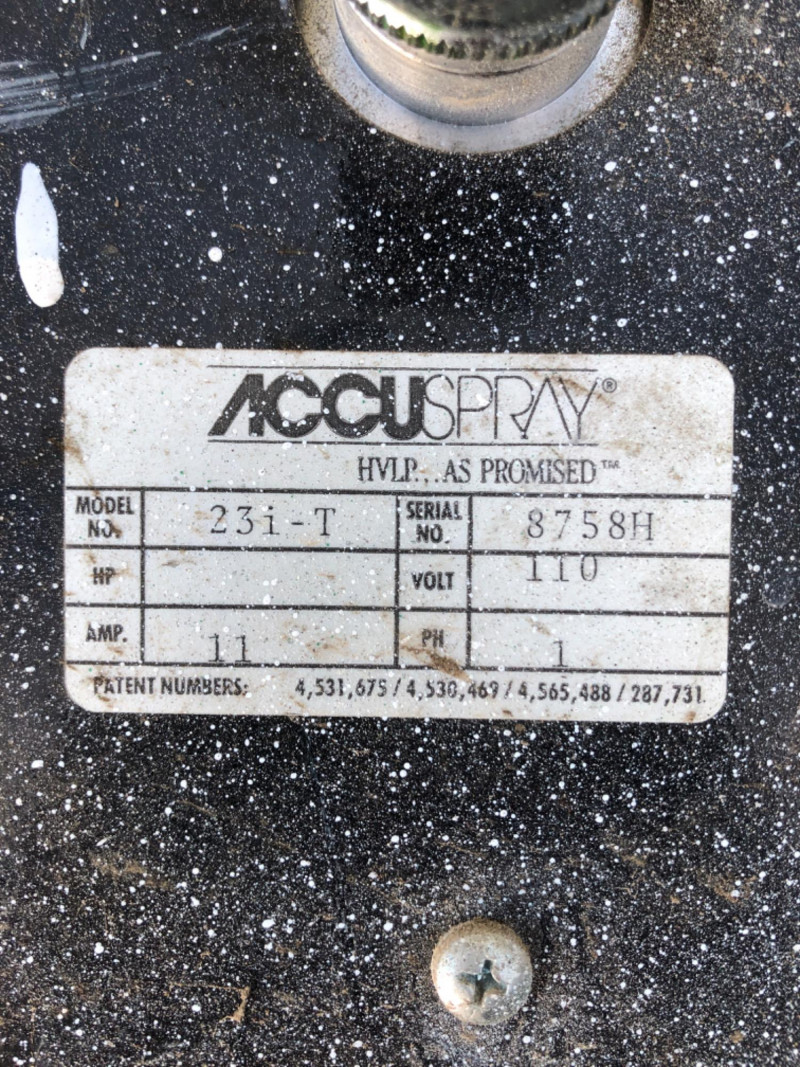 ACCUSPRAY®
HVLP...AS PROMISED™
MODEL NO. 23i-T SERIAL NO. 8758H
HP VOLT 110
AMP. 11 PH 1
PATENT NUMBERS: 4,531,675 / 4,530,469 / 4,565,488 / 287,731